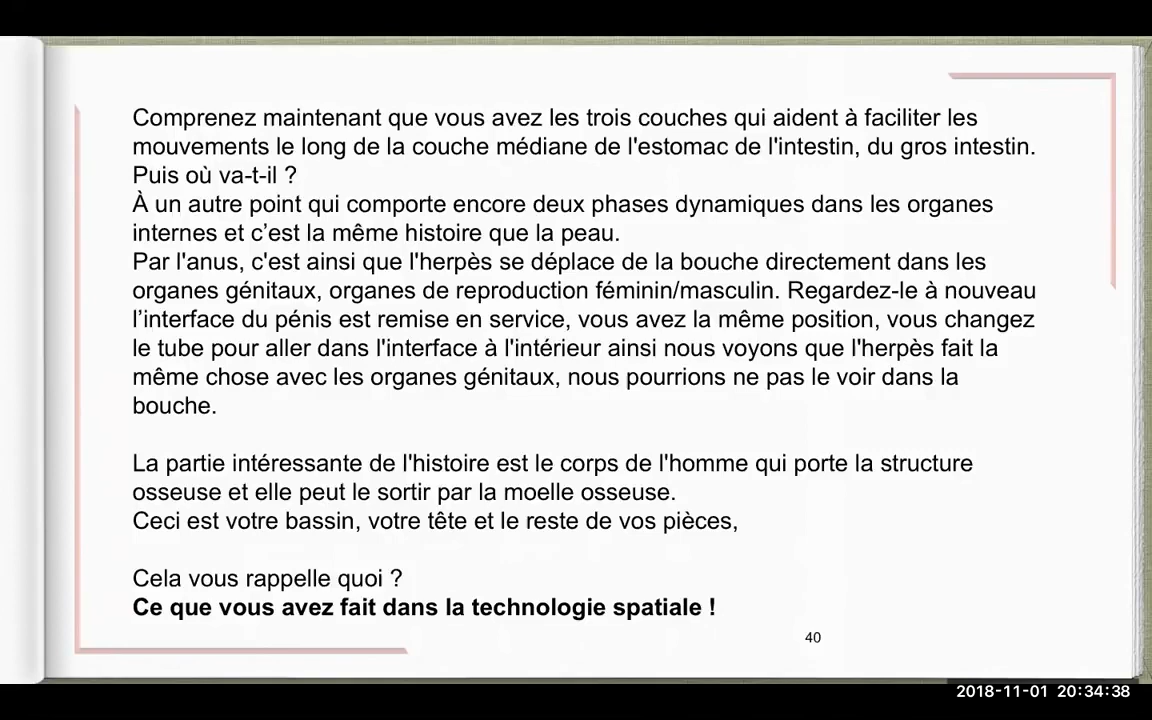 Comprenez maintenant que vous avez les trois couches qui aident à faciliter les
mouvements le long de la couche médiane de l'estomac de l'intestin, du gros intestin.
Puis où va-t-il ?
À un autre point qui comporte encore deux phases dynamiques dans les organes
internes et c’est la même histoire que la peau.
Par l'anus, c'est ainsi que l'herpès se déplace de la bouche directement dans les
organes génitaux, organes de reproduction féminin/masculin. Regardez-le à nouveau
l’interface du pénis est remise en service, vous avez la même position, vous changez
le tube pour aller dans l'interface à l'intérieur ainsi nous voyons que l'herpès fait la
même chose avec les organes génitaux, nous pourrions ne pas le voir dans la
bouche.
La partie intéressante de l'histoire est le corps de l'homme qui porte la structure
osseuse et elle peut le sortir par la moelle osseuse.
Ceci est votre bassin, votre tête et le reste de vos pièces,
Cela vous rappelle quoi ?
Ce que vous avez fait dans la technologie spatiale !
40
2018-11-01 20:34:38